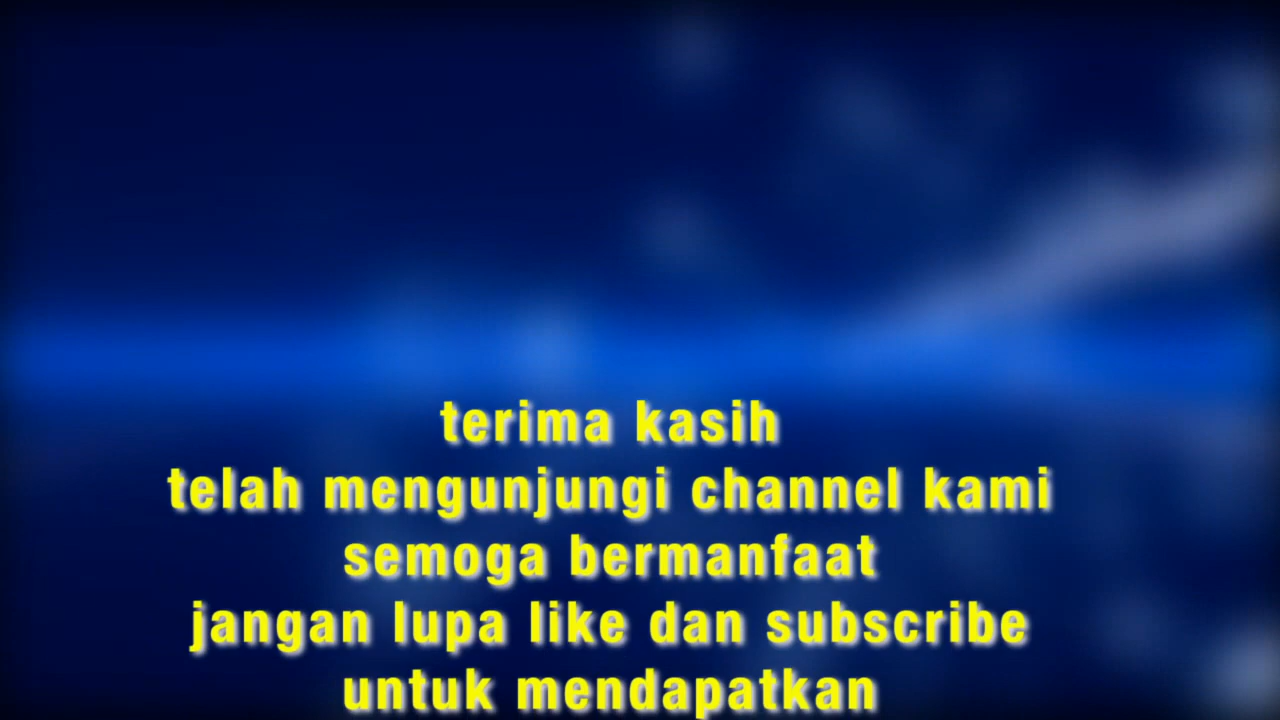 terima kasih
telah mengunjungi channel kami
semoga bermanfaat
jangan lupa like dan subscribe
untuk mendapatkan